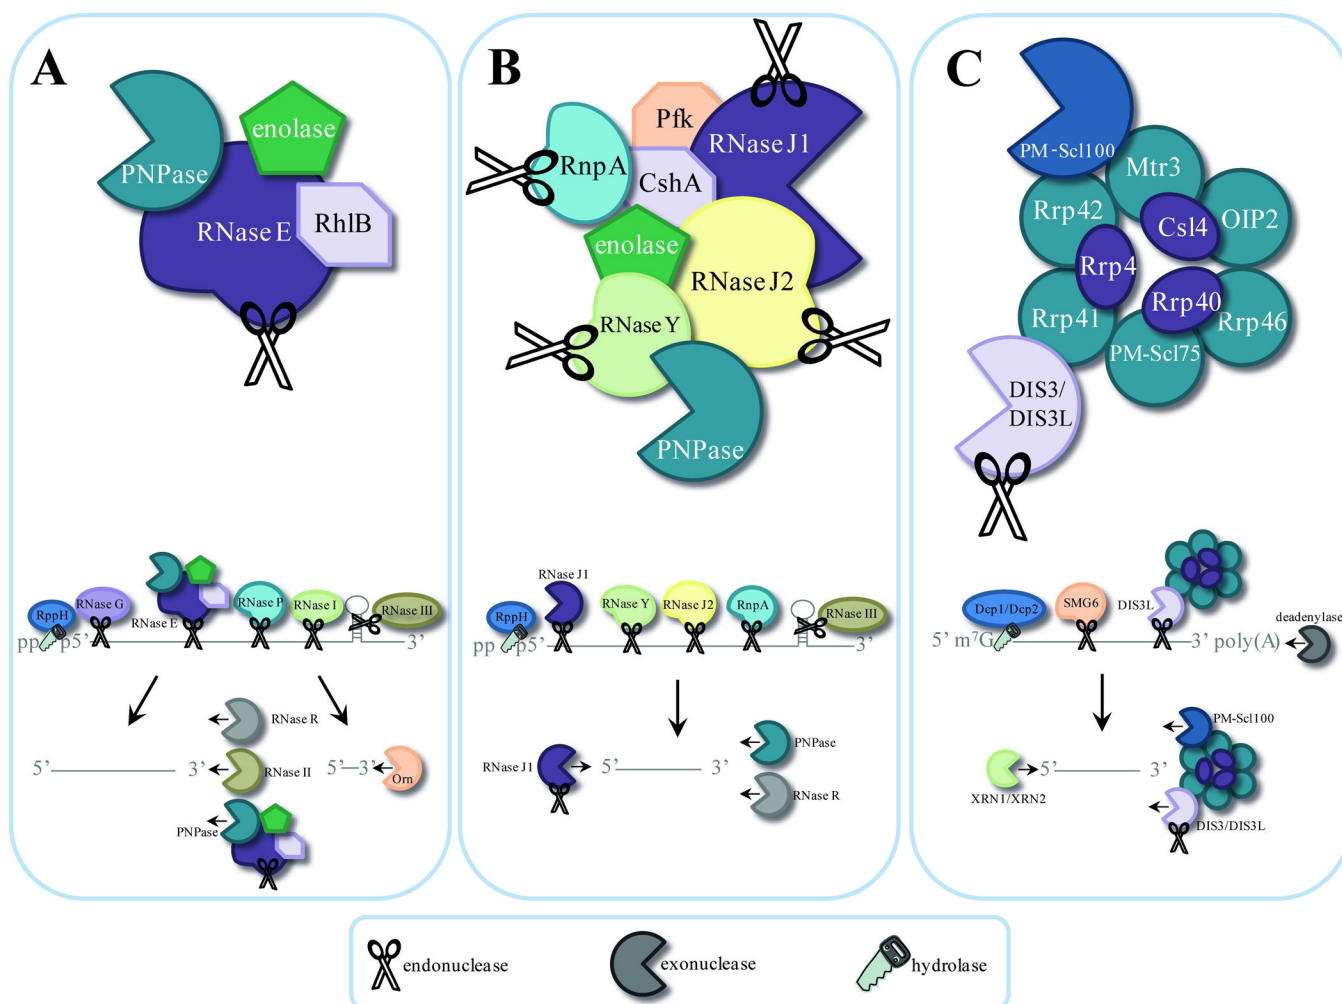 A
enolase
PNPase
RNase E
RhlB
RppH
RNase G
RNase E
RNase P
RNase I
RNase III
pp p5’ 3’
RNase R
5’ 3’
RNase II
5’ 3’
Orn
PNPase
B
Pfk
RNase J1
RnpA
CshA
enolase
RNase J2
RNase Y
PNPase
RNase J1
RppH
RNase Y
RNase J2
RnpA
RNase III
pp p5’ 3’
PNPase
RNase J1
5’ 3’
RNase R
C
PM-Scl100
Mtr3
Rrp42
Csl4
OIP2
Rrp4
Rrp40
Rrp41
Rrp46
PM-Scl75
DIS3/
DIS3L
Dcp1/Dcp2
SMG6
DIS3L
deadenylase
5’ m⁷G 3’ poly(A)
PM-Scl100
5’ 3’
XRN1/XRN2
DIS3/DIS3L
endonuclease
exonuclease
hydrolase